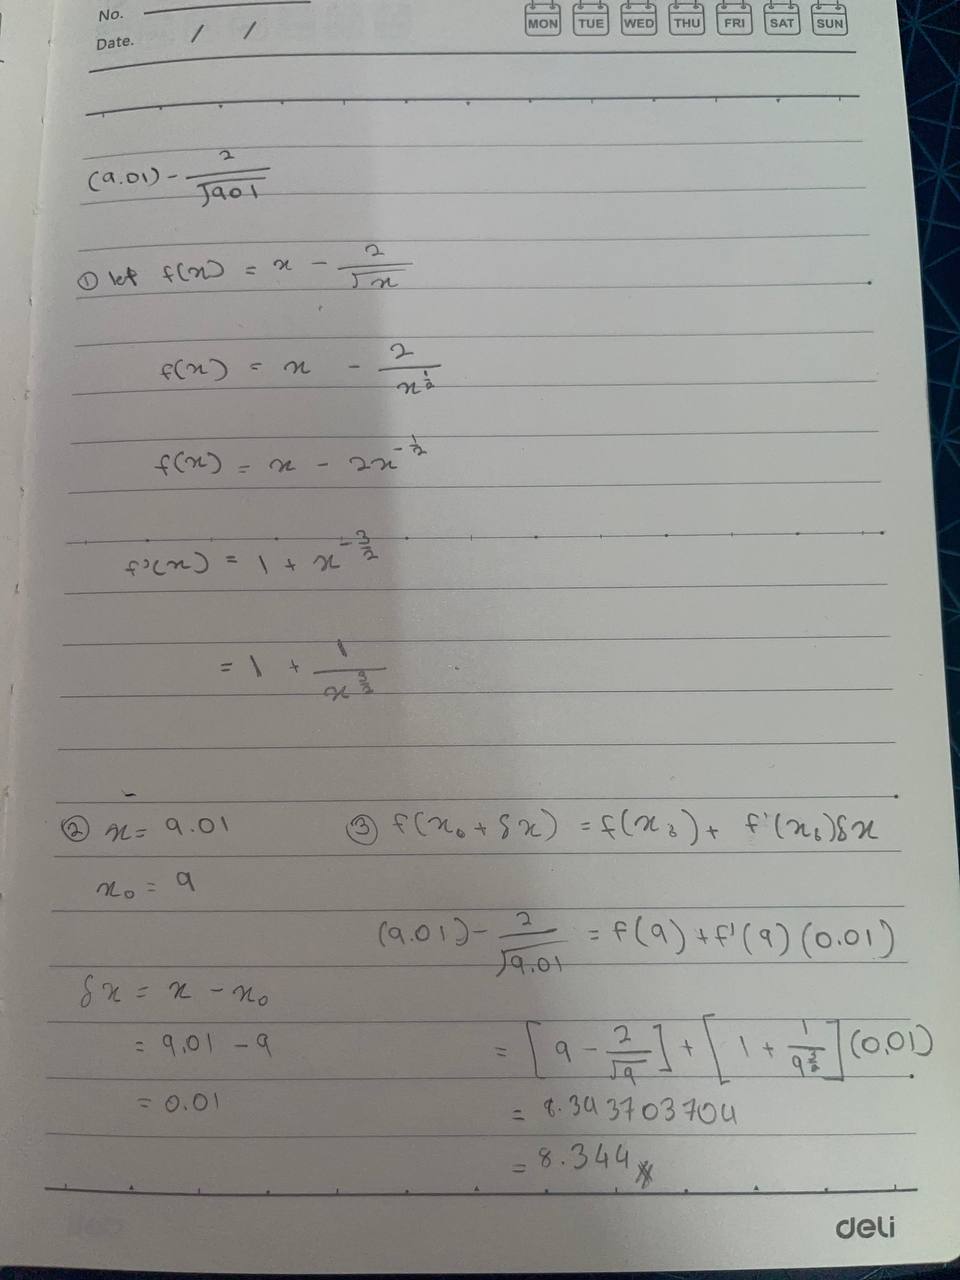 No.
Date. / /
MON TUE WED THU FRI SAT SUN
(9.01) - 2/√9.01
① let f(x) = x - 2/√x
f(x) = x - 2/x^(1/2)
f(x) = x - 2x^(-1/2)
f'(x) = 1 + x^(-3/2)
= 1 + 1/x^(3/2)
② x = 9.01
x₀ = 9
δx = x - x₀
= 9.01 - 9
= 0.01
③ f(x₀ + δx) = f(x₀) + f'(x₀)δx
(9.01) - 2/√9.01 = f(9) + f'(9)(0.01)
= [9 - 2/√9] + [1 + 1/9^(3/2)](0.01)
= 8.343703704
= 8.344
deli